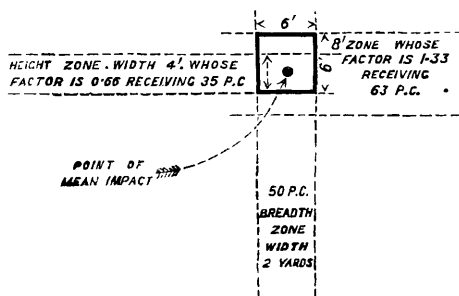 6'
8' ZONE WHOSE
FACTOR IS 1·33
RECEIVING
63 P.C.
6'
HEIGHT ZONE. WIDTH 4', WHOSE
FACTOR IS 0·66 RECEIVING 35 P.C
POINT OF
MEAN IMPACT
50 P.C.
BREADTH
ZONE
WIDTH
2 YARDS